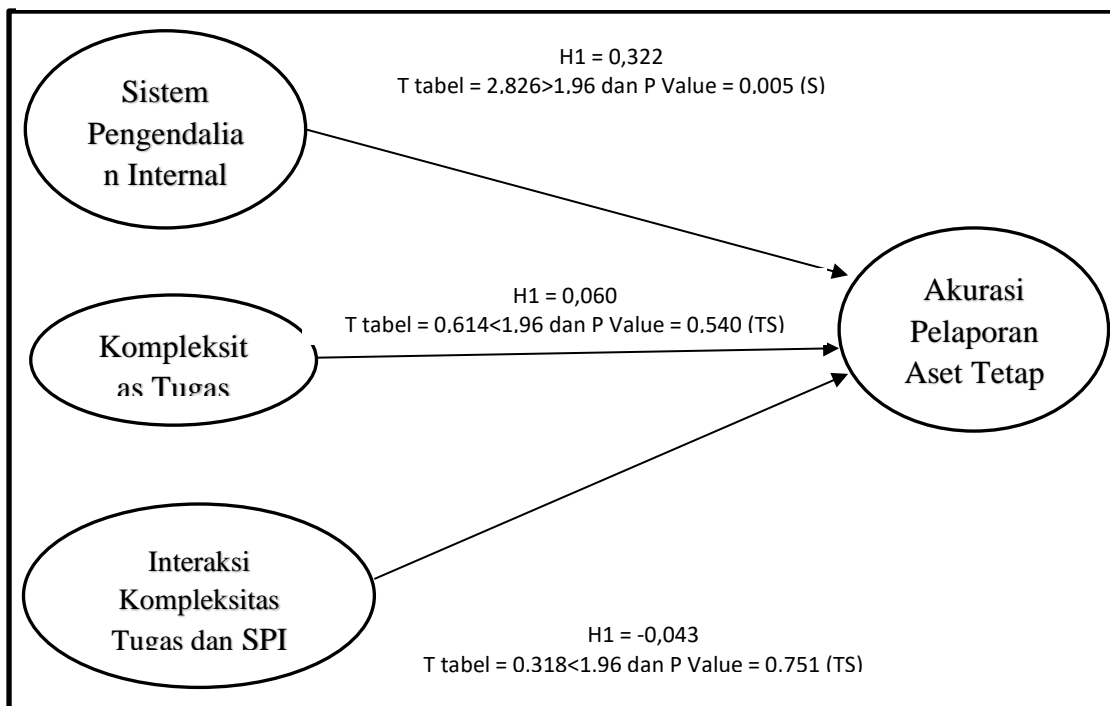 H1 = 0,322
T tabel = 2,826>1,96 dan P Value = 0,005 (S)
Sistem
Pengendalia
n Internal
H1 = 0,060
T tabel = 0,614<1,96 dan P Value = 0,540 (TS)
Kompleksit
as Tugas
Akurasi
Pelaporan
Aset Tetap
Interaksi
Kompleksitas
Tugas dan SPI
H1 = -0,043
T tabel = 0.318<1.96 dan P Value = 0.751 (TS)